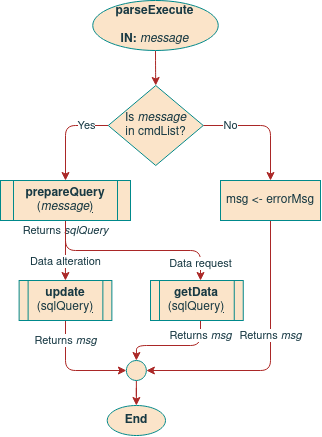 parseExecute
IN: message
Is message
in cmdList?
Yes
No
prepareQuery
(message)
msg <- errorMsg
Returns sqlQuery
Data alteration
Data request
update
(sqlQuery)
getData
(sqlQuery)
Returns msg
Returns msg
Returns msg
End